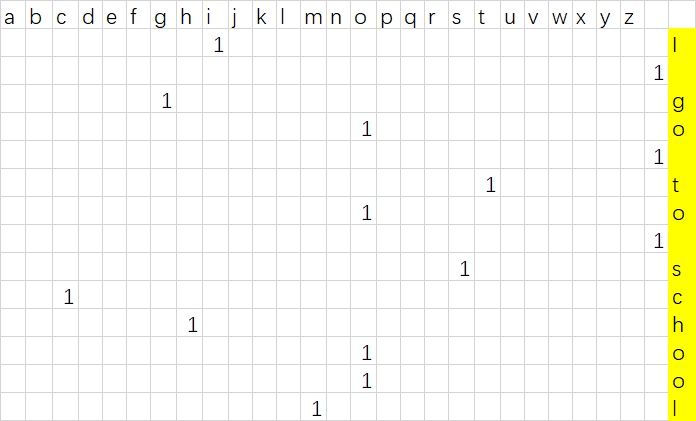 a b c d e f g h i j k l m n o p q r s t u v w x y z
1 I
1
1 g
1 o
1
1 t
1 o
1
1 s
1 c
1 h
1 o
1 o
1 l